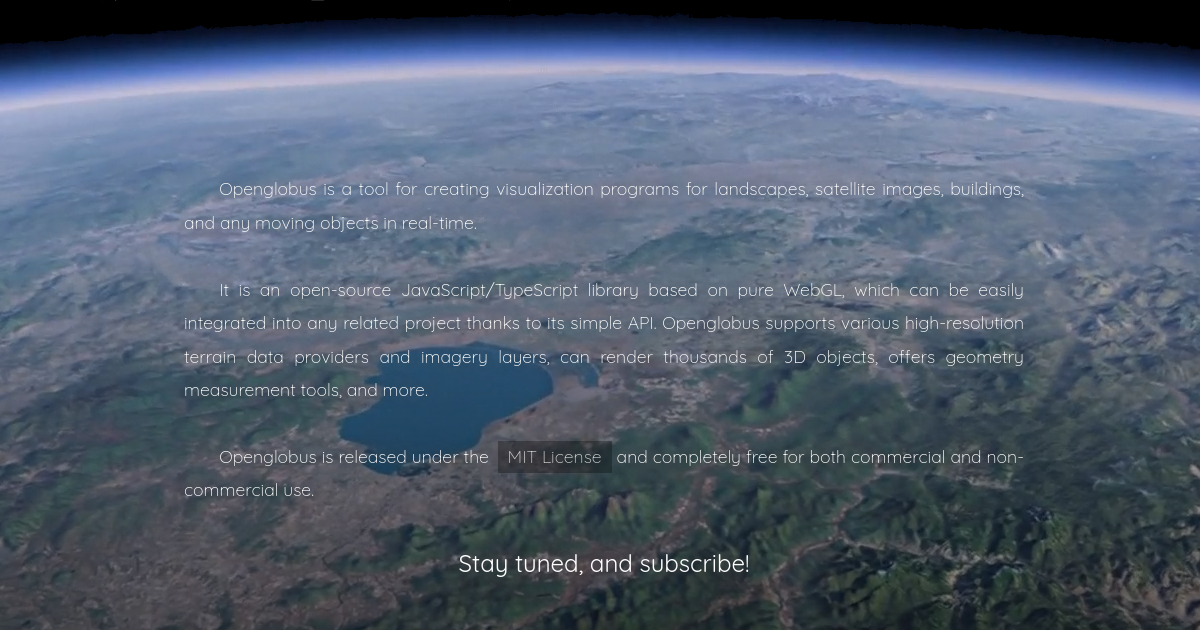 Openglobus is a tool for creating visualization programs for landscapes, satellite images, buildings,
and any moving objects in real-time.
It is an open-source JavaScript/TypeScript library based on pure WebGL, which can be easily
integrated into any related project thanks to its simple API. Openglobus supports various high-resolution
terrain data providers and imagery layers, can render thousands of 3D objects, offers geometry
measurement tools, and more.
Openglobus is released under the MIT License and completely free for both commercial and non-
commercial use.
Stay tuned, and subscribe!